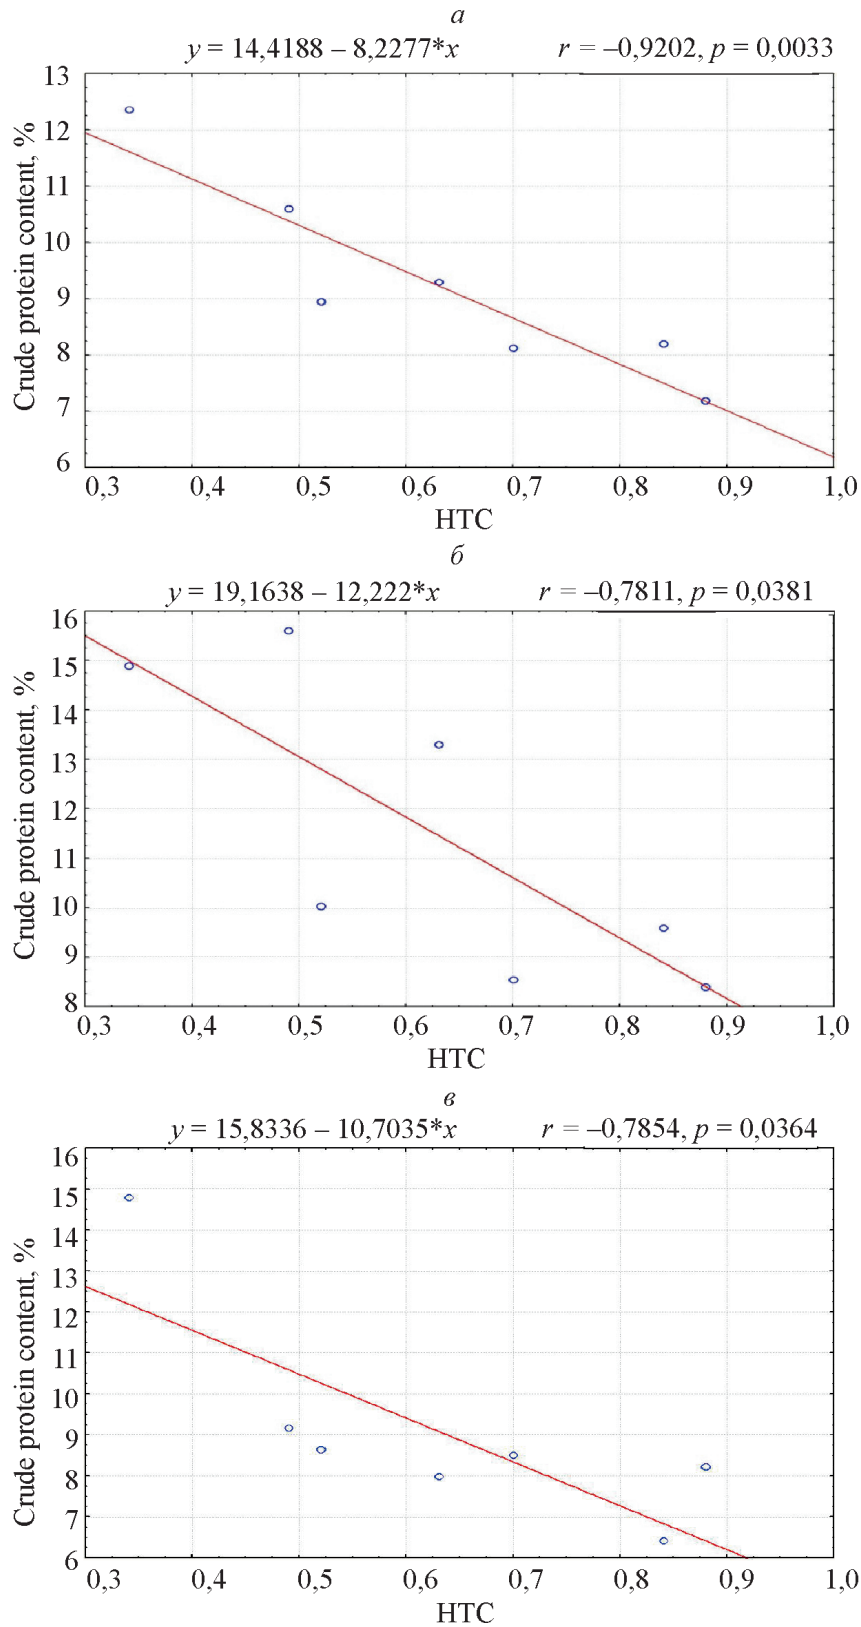 а
y = 14,4188 – 8,2277*x r = –0,9202, p = 0,0033
13
12
11
10
9
8
7
6
Crude protein content, %
0,3 0,4 0,5 0,6 0,7 0,8 0,9 1,0
HTC
б
y = 19,1638 – 12,222*x r = –0,7811, p = 0,0381
16
15
14
13
12
11
10
9
8
Crude protein content, %
0,3 0,4 0,5 0,6 0,7 0,8 0,9 1,0
HTC
в
y = 15,8336 – 10,7035*x r = –0,7854, p = 0,0364
16
15
14
13
12
11
10
9
8
7
6
Crude protein content, %
0,3 0,4 0,5 0,6 0,7 0,8 0,9 1,0
HTC